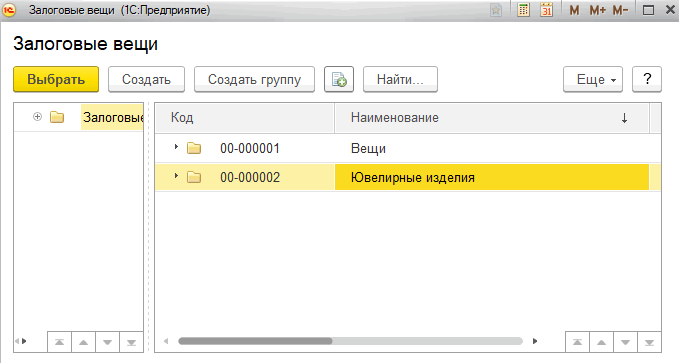 Залоговые вещи (1С:Предприятие)
M M+ M-
Залоговые вещи
Выбрать Создать Создать группу Найти... Еще ?
Залоговые Код Наименование
00-000001 Вещи
00-000002 Ювелирные изделия